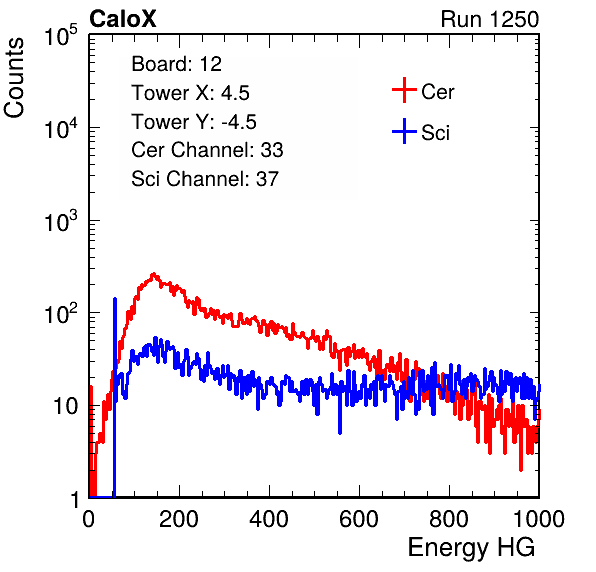 CaloX Run 1250
Counts
10^5
10^4
10^3
10^2
10
1
Board: 12
Tower X: 4.5
Tower Y: -4.5
Cer Channel: 33
Sci Channel: 37
Cer
Sci
0 200 400 600 800 1000
Energy HG